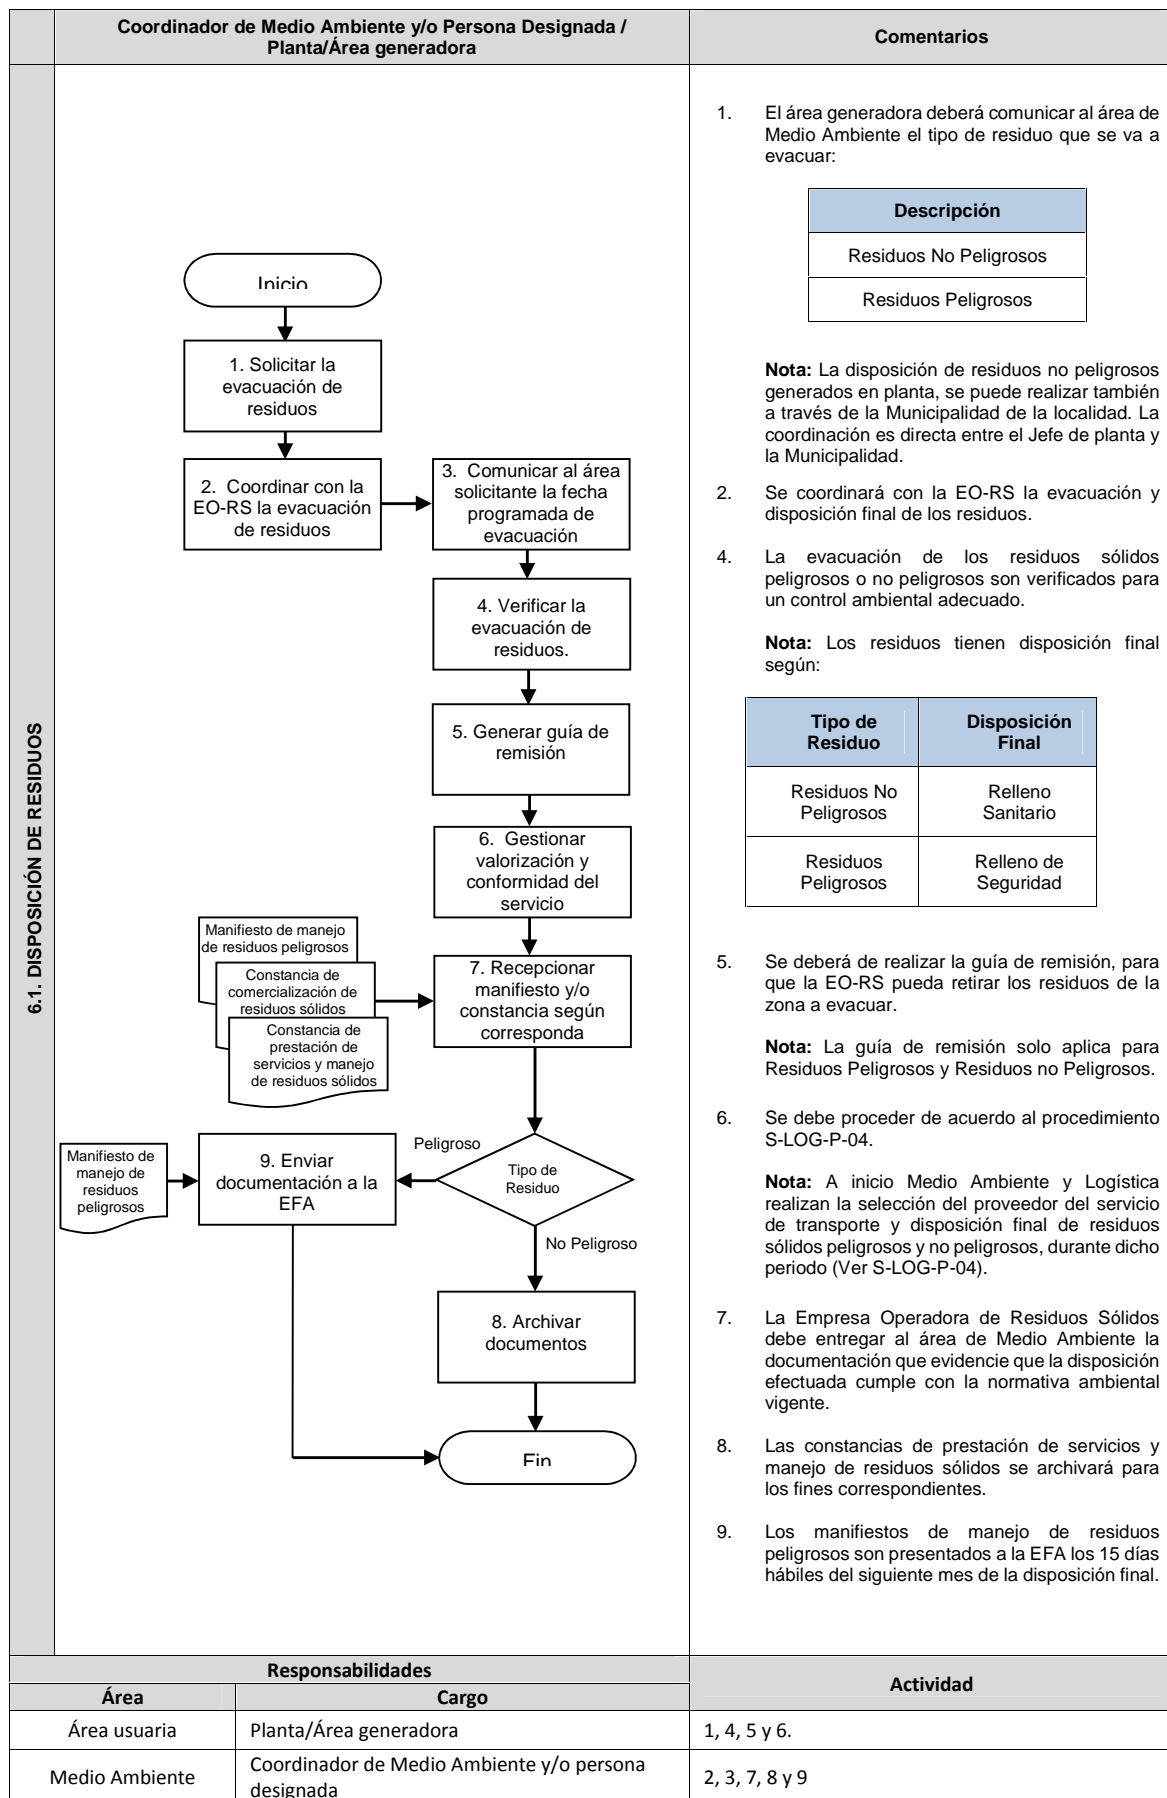 Coordinador de Medio Ambiente y/o Persona Designada /
Planta/Área generadora
Comentarios
6.1. DISPOSICIÓN DE RESIDUOS
Inicio
1. Solicitar la
evacuación de
residuos
2. Coordinar con la
EO-RS la evacuación
de residuos
3. Comunicar al área
solicitante la fecha
programada de
evacuación
4. Verificar la
evacuación de
residuos.
5. Generar guía de
remisión
6. Gestionar
valorización y
conformidad del
servicio
Manifiesto de manejo
de residuos peligrosos
Constancia de
comercialización de
residuos sólidos
Constancia de
prestación de
servicios y manejo
de residuos sólidos
7. Recepcionar
manifiesto y/o
constancia según
corresponda
Peligroso
Tipo de
Residuo
No Peligroso
Manifiesto de
manejo de
residuos
peligrosos
9. Enviar
documentación a la
EFA
8. Archivar
documentos
Fin
1. El área generadora deberá comunicar al área de
Medio Ambiente el tipo de residuo que se va a
evacuar:
Descripción
Residuos No Peligrosos
Residuos Peligrosos
Nota: La disposición de residuos no peligrosos
generados en planta, se puede realizar también
a través de la Municipalidad de la localidad. La
coordinación es directa entre el Jefe de planta y
la Municipalidad.
2. Se coordinará con la EO-RS la evacuación y
disposición final de los residuos.
4. La evacuación de los residuos sólidos
peligrosos o no peligrosos son verificados para
un control ambiental adecuado.
Nota: Los residuos tienen disposición final
según:
Tipo de
Residuo
Disposición
Final
Residuos No
Peligrosos
Relleno
Sanitario
Residuos
Peligrosos
Relleno de
Seguridad
5. Se deberá de realizar la guía de remisión, para
que la EO-RS pueda retirar los residuos de la
zona a evacuar.
Nota: La guía de remisión solo aplica para
Residuos Peligrosos y Residuos no Peligrosos.
6. Se debe proceder de acuerdo al procedimiento
S-LOG-P-04.
Nota: A inicio Medio Ambiente y Logística
realizan la selección del proveedor del servicio
de transporte y disposición final de residuos
sólidos peligrosos y no peligrosos, durante dicho
periodo (Ver S-LOG-P-04).
7. La Empresa Operadora de Residuos Sólidos
debe entregar al área de Medio Ambiente la
documentación que evidencie que la disposición
efectuada cumple con la normativa ambiental
vigente.
8. Las constancias de prestación de servicios y
manejo de residuos sólidos se archivará para
los fines correspondientes.
9. Los manifiestos de manejo de residuos
peligrosos son presentados a la EFA los 15 días
hábiles del siguiente mes de la disposición final.
Responsabilidades
Actividad
Área
Cargo
Área usuaria
Planta/Área generadora
1, 4, 5 y 6.
Medio Ambiente
Coordinador de Medio Ambiente y/o persona
designada
2, 3, 7, 8 y 9